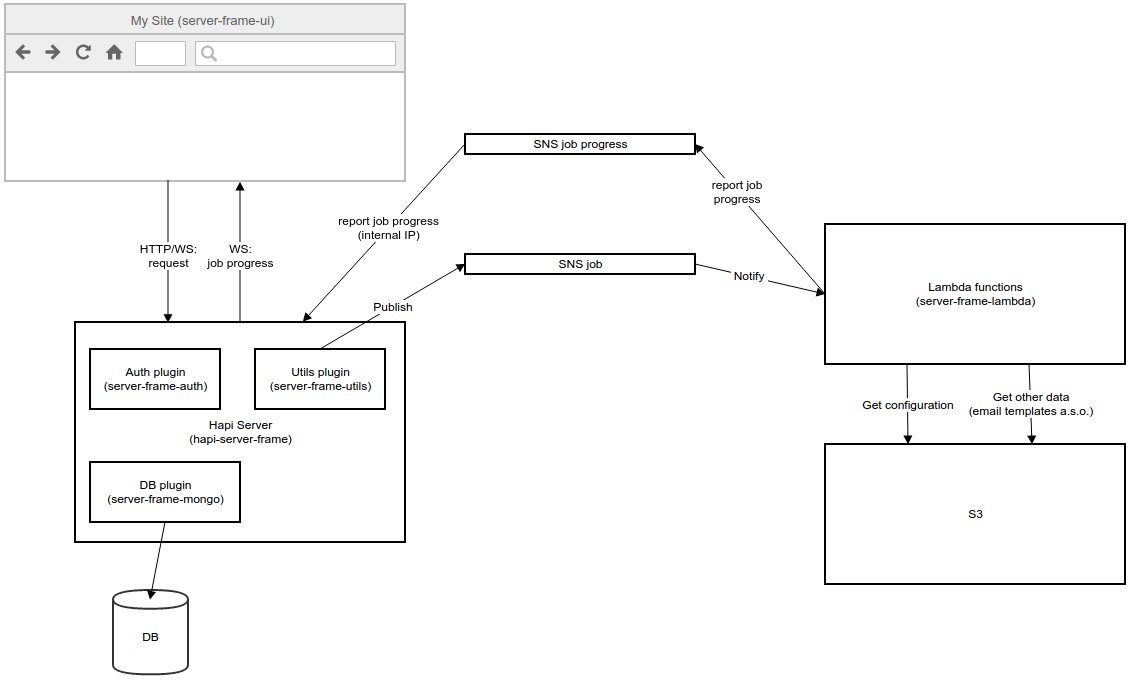 My Site (server-frame-ui)
SNS job progress
report job
progress
report job progress
(internal IP)
HTTP/WS:
request
WS:
job progress
SNS job
Notify
Publish
Lambda functions
(server-frame-lambda)
Auth plugin
(server-frame-auth)
Utils plugin
(server-frame-utils)
Hapi Server
(hapi-server-frame)
DB plugin
(server-frame-mongo)
Get configuration
Get other data
(email templates a.s.o.)
S3
DB